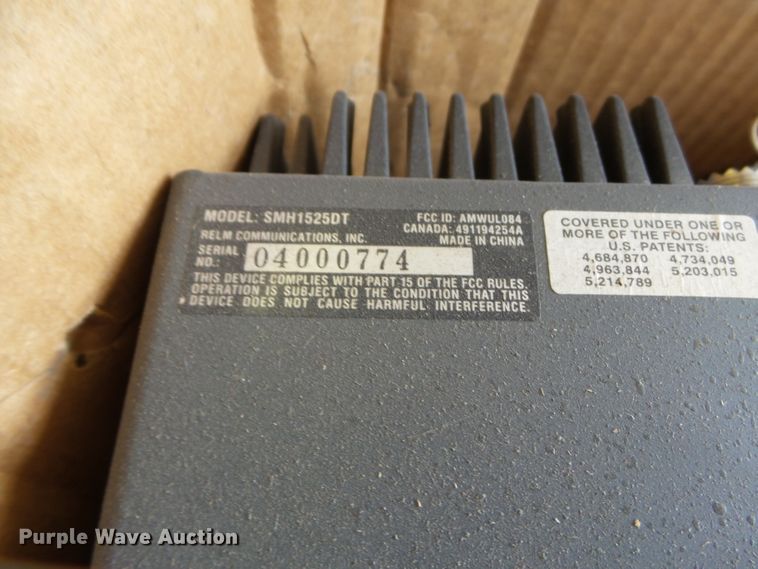 MODEL: SMH1525DT
FCC ID: AMWUL084
RELM COMMUNICATIONS, INC.
CANADA: 491194254A
MADE IN CHINA
SERIAL NO.: 04000774
THIS DEVICE COMPLIES WITH PART 15 OF THE FCC RULES.
OPERATION IS SUBJECT TO THE CONDITION THAT THIS
DEVICE DOES NOT CAUSE HARMFUL INTERFERENCE.
COVERED UNDER ONE OR
MORE OF THE FOLLOWING
U.S. PATENTS:
4,684,870 4,734,049
4,963,844 5,203,015
5,214,789
Purple Wave Auction